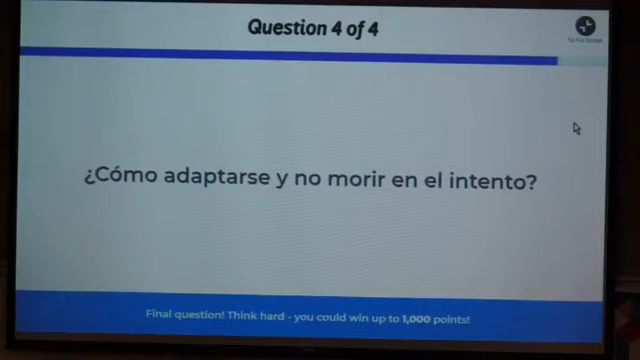 Question 4 of 4
¿Cómo adaptarse y no morir en el intento?
Final question! Think hard - you could win up to 1,000 points!